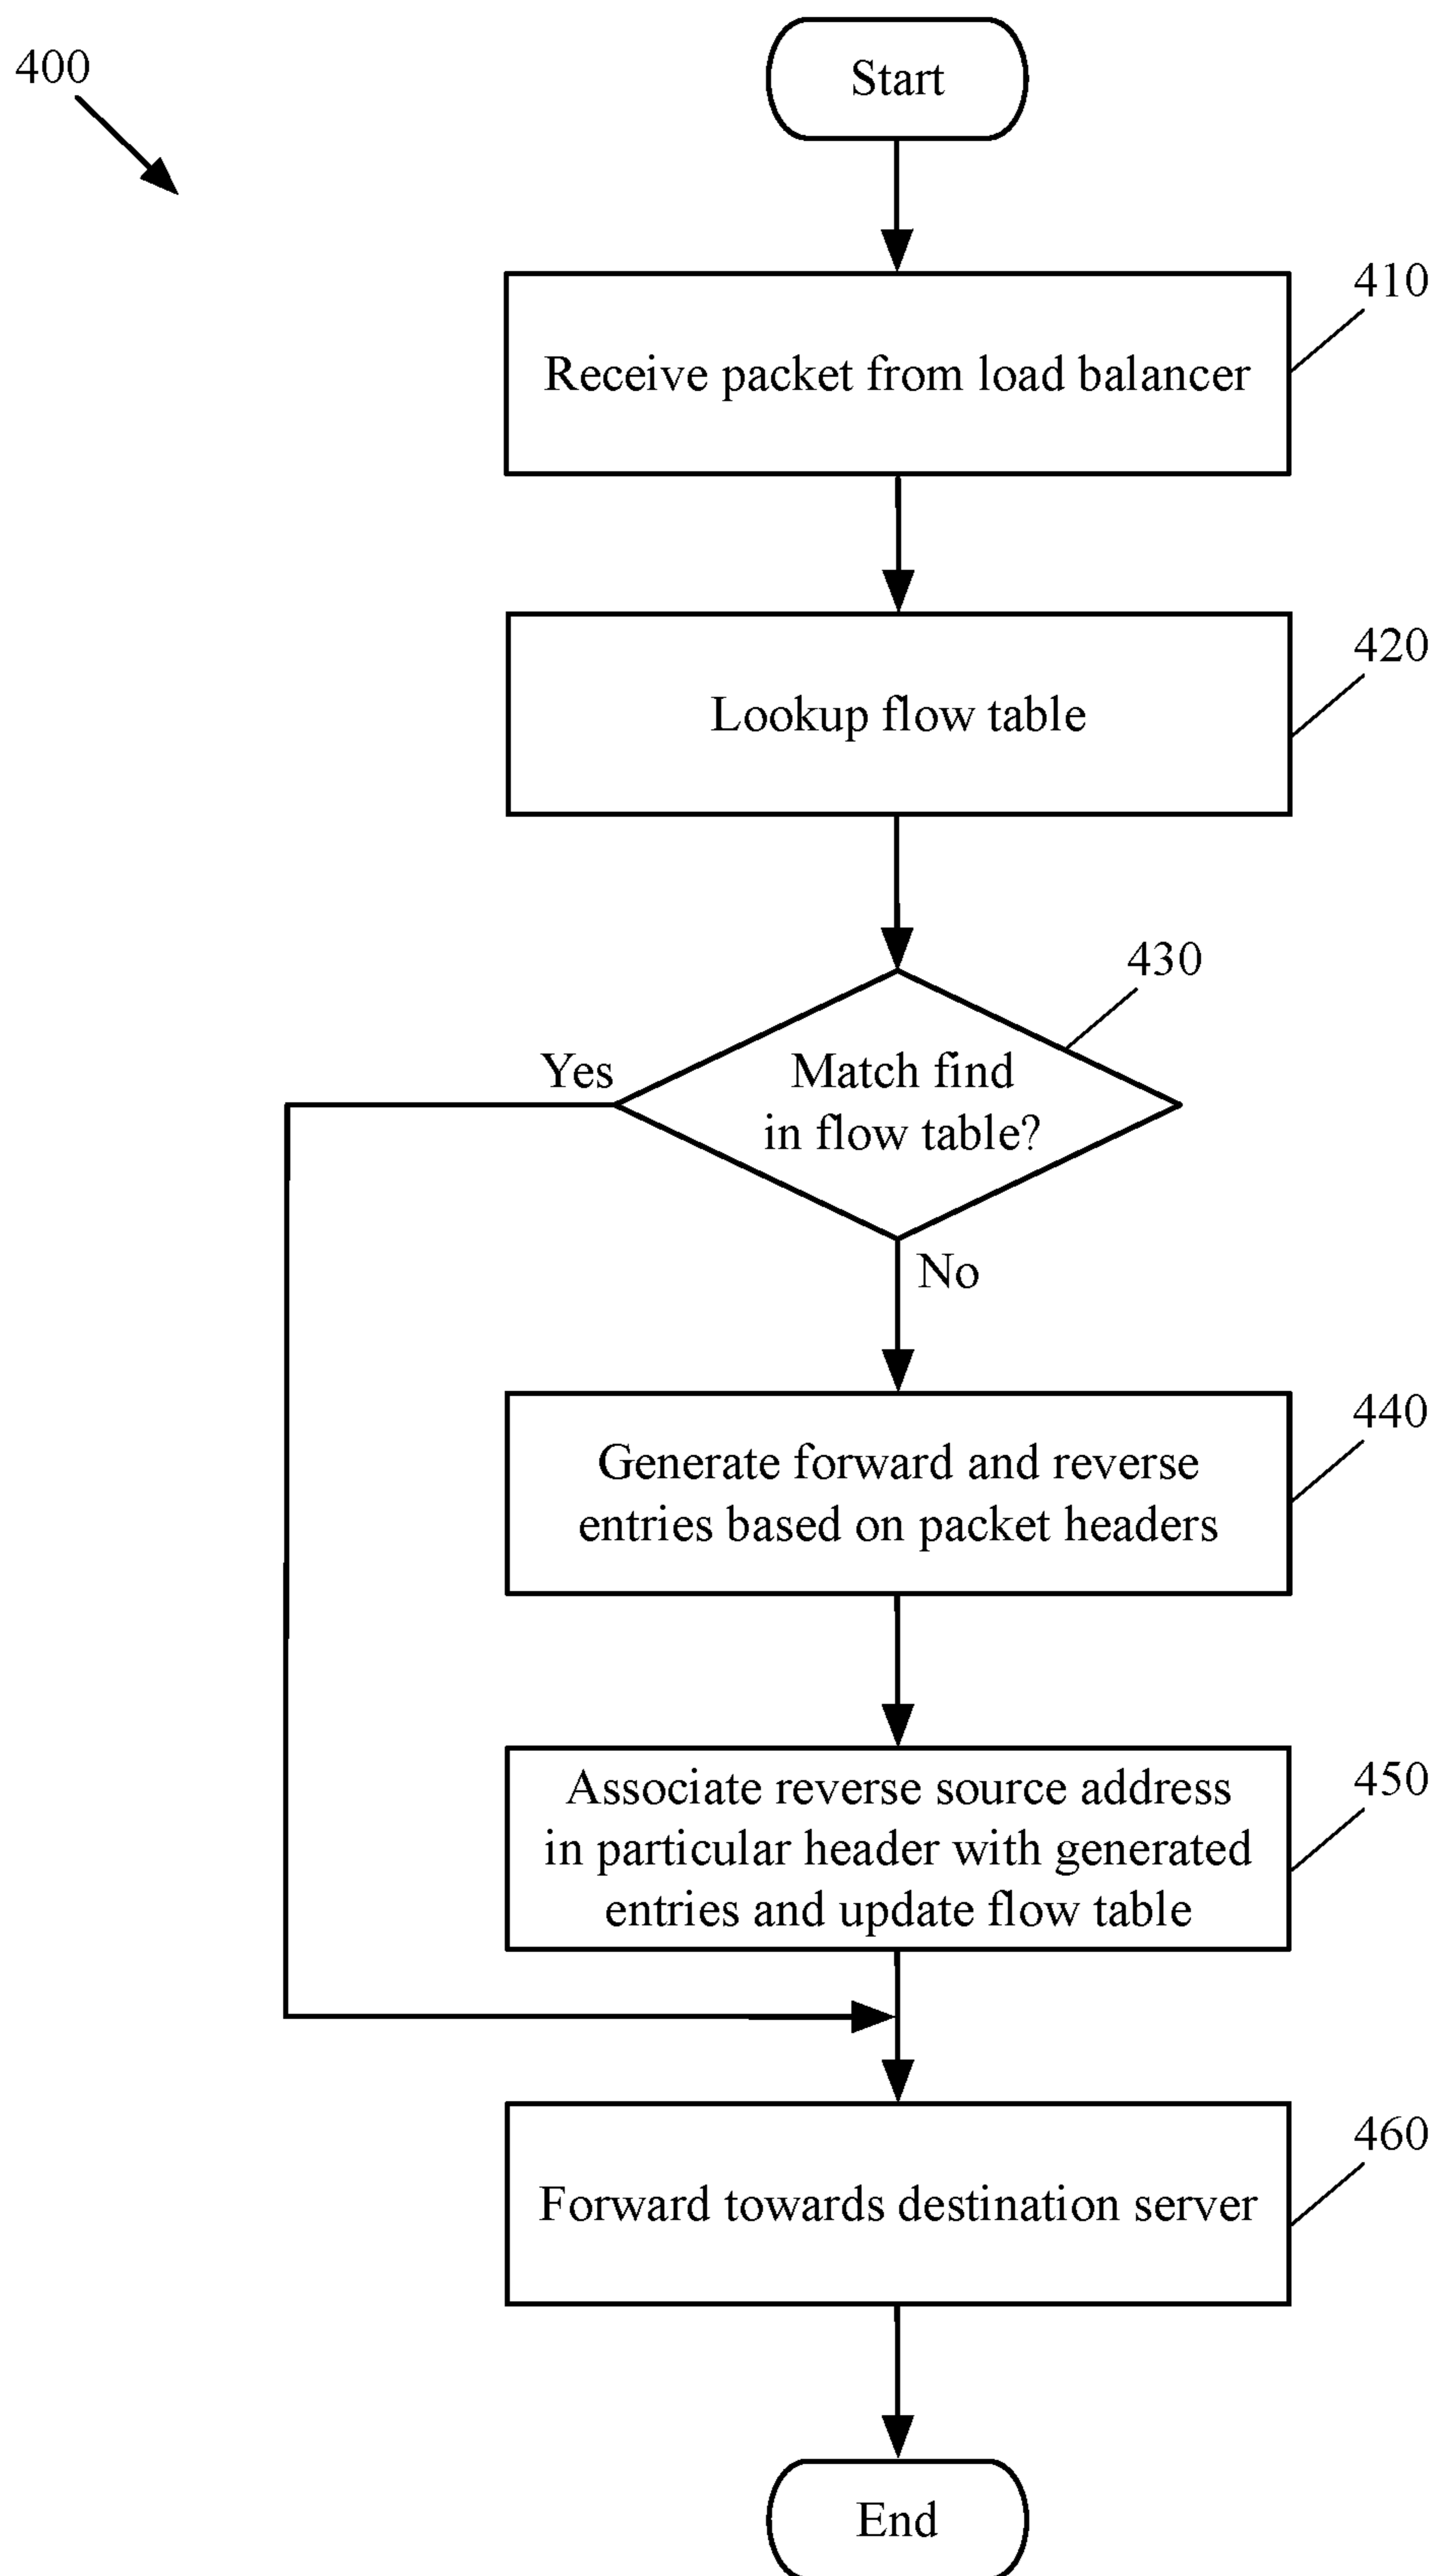 400
Start
410
Receive packet from load balancer
420
Lookup flow table
430
Yes
Match find
in flow table?
No
440
Generate forward and reverse
entries based on packet headers
450
Associate reverse source address
in particular header with generated
entries and update flow table
460
Forward towards destination server
End